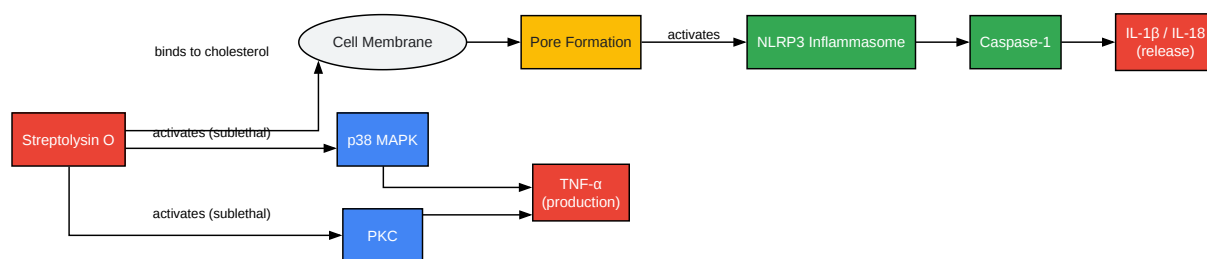 binds to cholesterol
Cell Membrane
Pore Formation
activates
NLRP3 Inflammasome
Caspase-1
IL-1β / IL-18
(release)
Streptolysin O
activates (sublethal)
p38 MAPK
TNF-α
(production)
activates (sublethal)
PKC